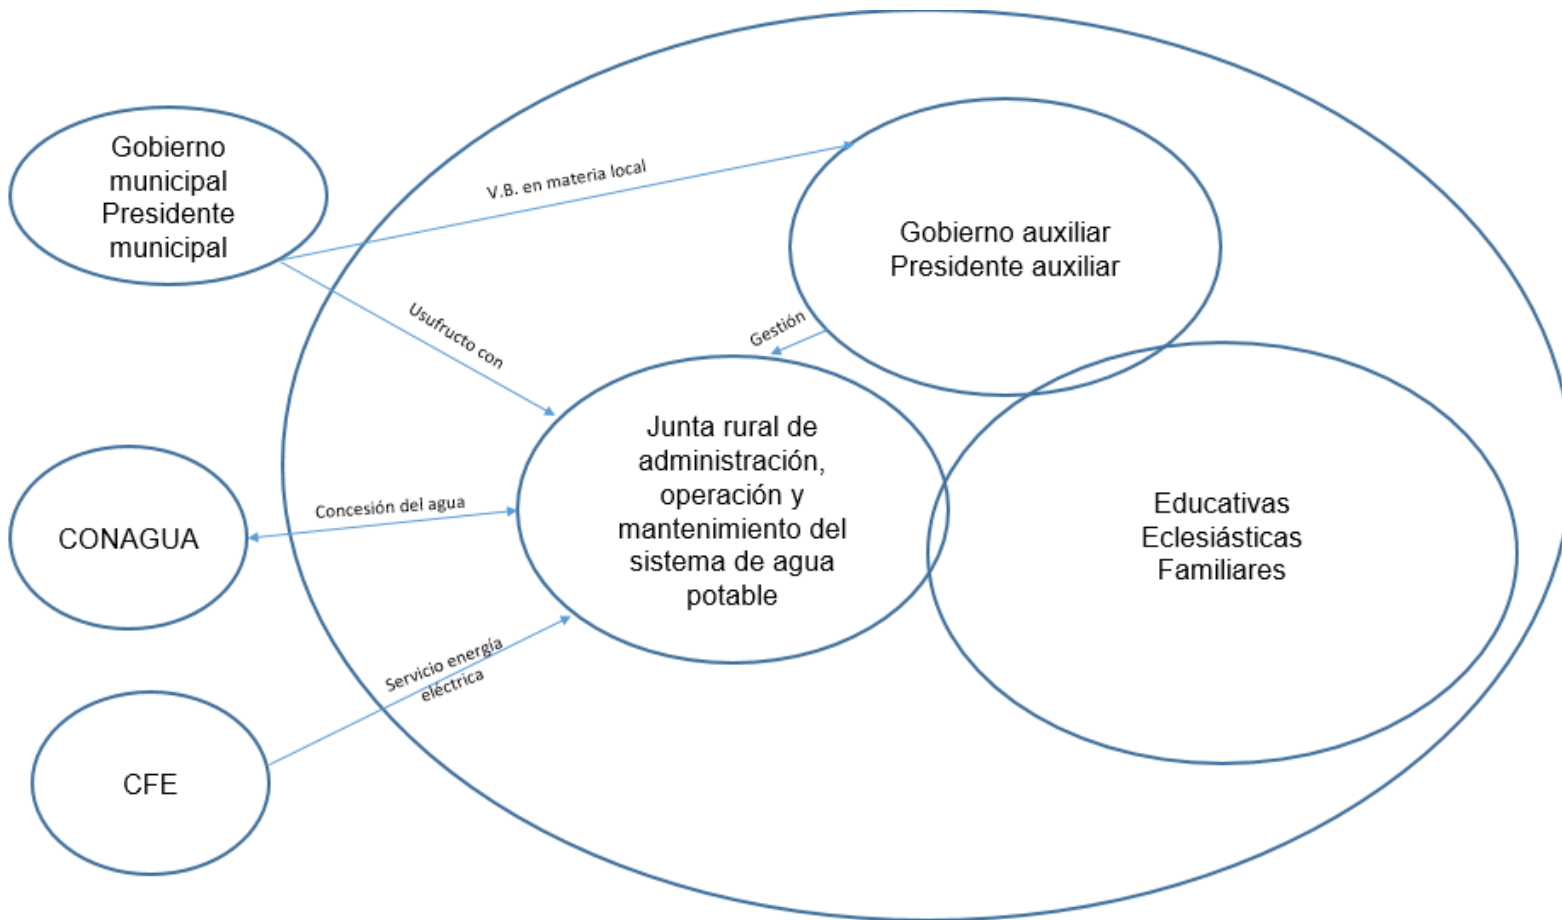 Gobierno
municipal
Presidente
municipal
V.B. en materia local
Gobierno auxiliar
Presidente auxiliar
Usufructo con
Gestión
Junta rural de
administración,
operación y
mantenimiento del
sistema de agua
potable
Educativas
Eclesiásticas
Familiares
CONAGUA
Concesión del agua
Servicio energía
eléctrica
CFE